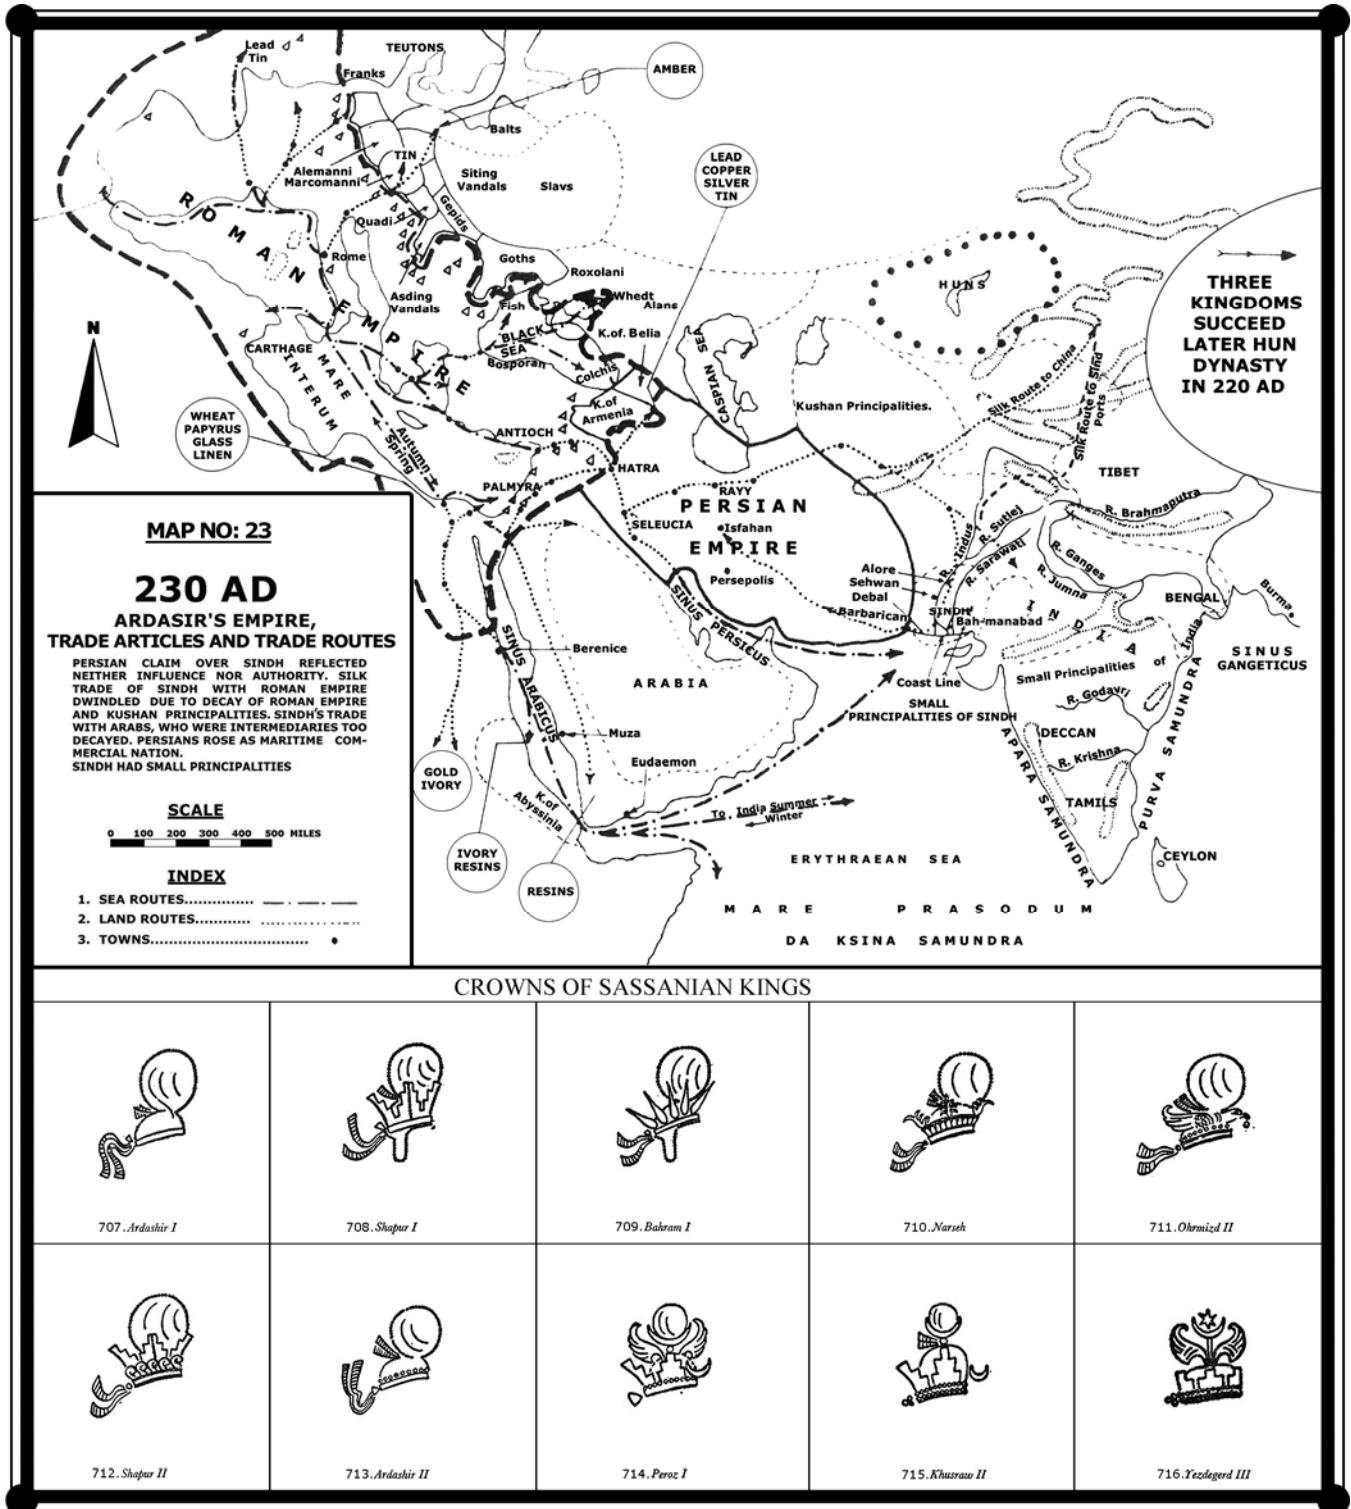 Lead
Tin
TEUTONS
Franks
AMBER
Balts
TIN
Alemanni
Marcomanni
Siting
Vandals
Slavs
LEAD
COPPER
SILVER
TIN
Quadi
Gepids
ROMAN EMPIRE
Rome
Goths
Roxolani
Asding
Vandals
Fish
Whedt
Alans
HUNS
THREE
KINGDOMS
SUCCEED
LATER HUN
DYNASTY
IN 220 AD
N
CARTHAGE
MARE
INTERUM
BLACK
SEA
Bosporan
K.of. Belia
Colchis
CASPIAN SEA
K.of
Armenia
Kushan Principalities.
Silk Route to China
Silk Route to Sind
Ports
WHEAT
PAPYRUS
GLASS
LINEN
Autumn
Spring
ANTIOCH
HATRA
PALMYRA
TIBET
RAYY
PERSIAN
EMPIRE
SELEUCIA
Isfahan
Persepolis
R. Brahmaputra
R. Indus
R. Sutlej
R. Sarawati
R. Ganges
R. Jumna
Alore
Sehwan
Debal
Barbarican
SINDH
Bah-manabad
INDIA
BENGAL
Burma
SINUS
GANGETICUS
SINUS PERSICUS
SINUS ARABICUS
Berenice
ARABIA
Coast Line
SMALL
PRINCIPALITIES OF SINDH
Small Principalities of India
R. Godavri
DECCAN
R. Krishna
TAMILS
APARA SAMUNDRA
PURVA SAMUNDRA
CEYLON
Muza
Eudaemon
GOLD
IVORY
K.of
Abyssinia
To India Summer
Winter
IVORY
RESINS
RESINS
ERYTHRAEAN SEA
MARE PRASODUM
DA KSINA SAMUNDRA
MAP NO: 23
230 AD
ARDASIR'S EMPIRE,
TRADE ARTICLES AND TRADE ROUTES
PERSIAN CLAIM OVER SINDH REFLECTED
NEITHER INFLUENCE NOR AUTHORITY. SILK
TRADE OF SINDH WITH ROMAN EMPIRE
DWINDLED DUE TO DECAY OF ROMAN EMPIRE
AND KUSHAN PRINCIPALITIES. SINDH'S TRADE
WITH ARABS, WHO WERE INTERMEDIARIES TOO
DECAYED. PERSIANS ROSE AS MARITIME COM-
MERCIAL NATION.
SINDH HAD SMALL PRINCIPALITIES
SCALE
0 100 200 300 400 500 MILES
INDEX
1. SEA ROUTES...............
2. LAND ROUTES............
3. TOWNS..................................
CROWNS OF SASSANIAN KINGS
707.Ardashir I
708.Shapur I
709.Bahram I
710.Narseh
711.Ohrmizd II
712.Shapur II
713.Ardashir II
714.Peroz I
715.Khusraw II
716.Yezdegerd III